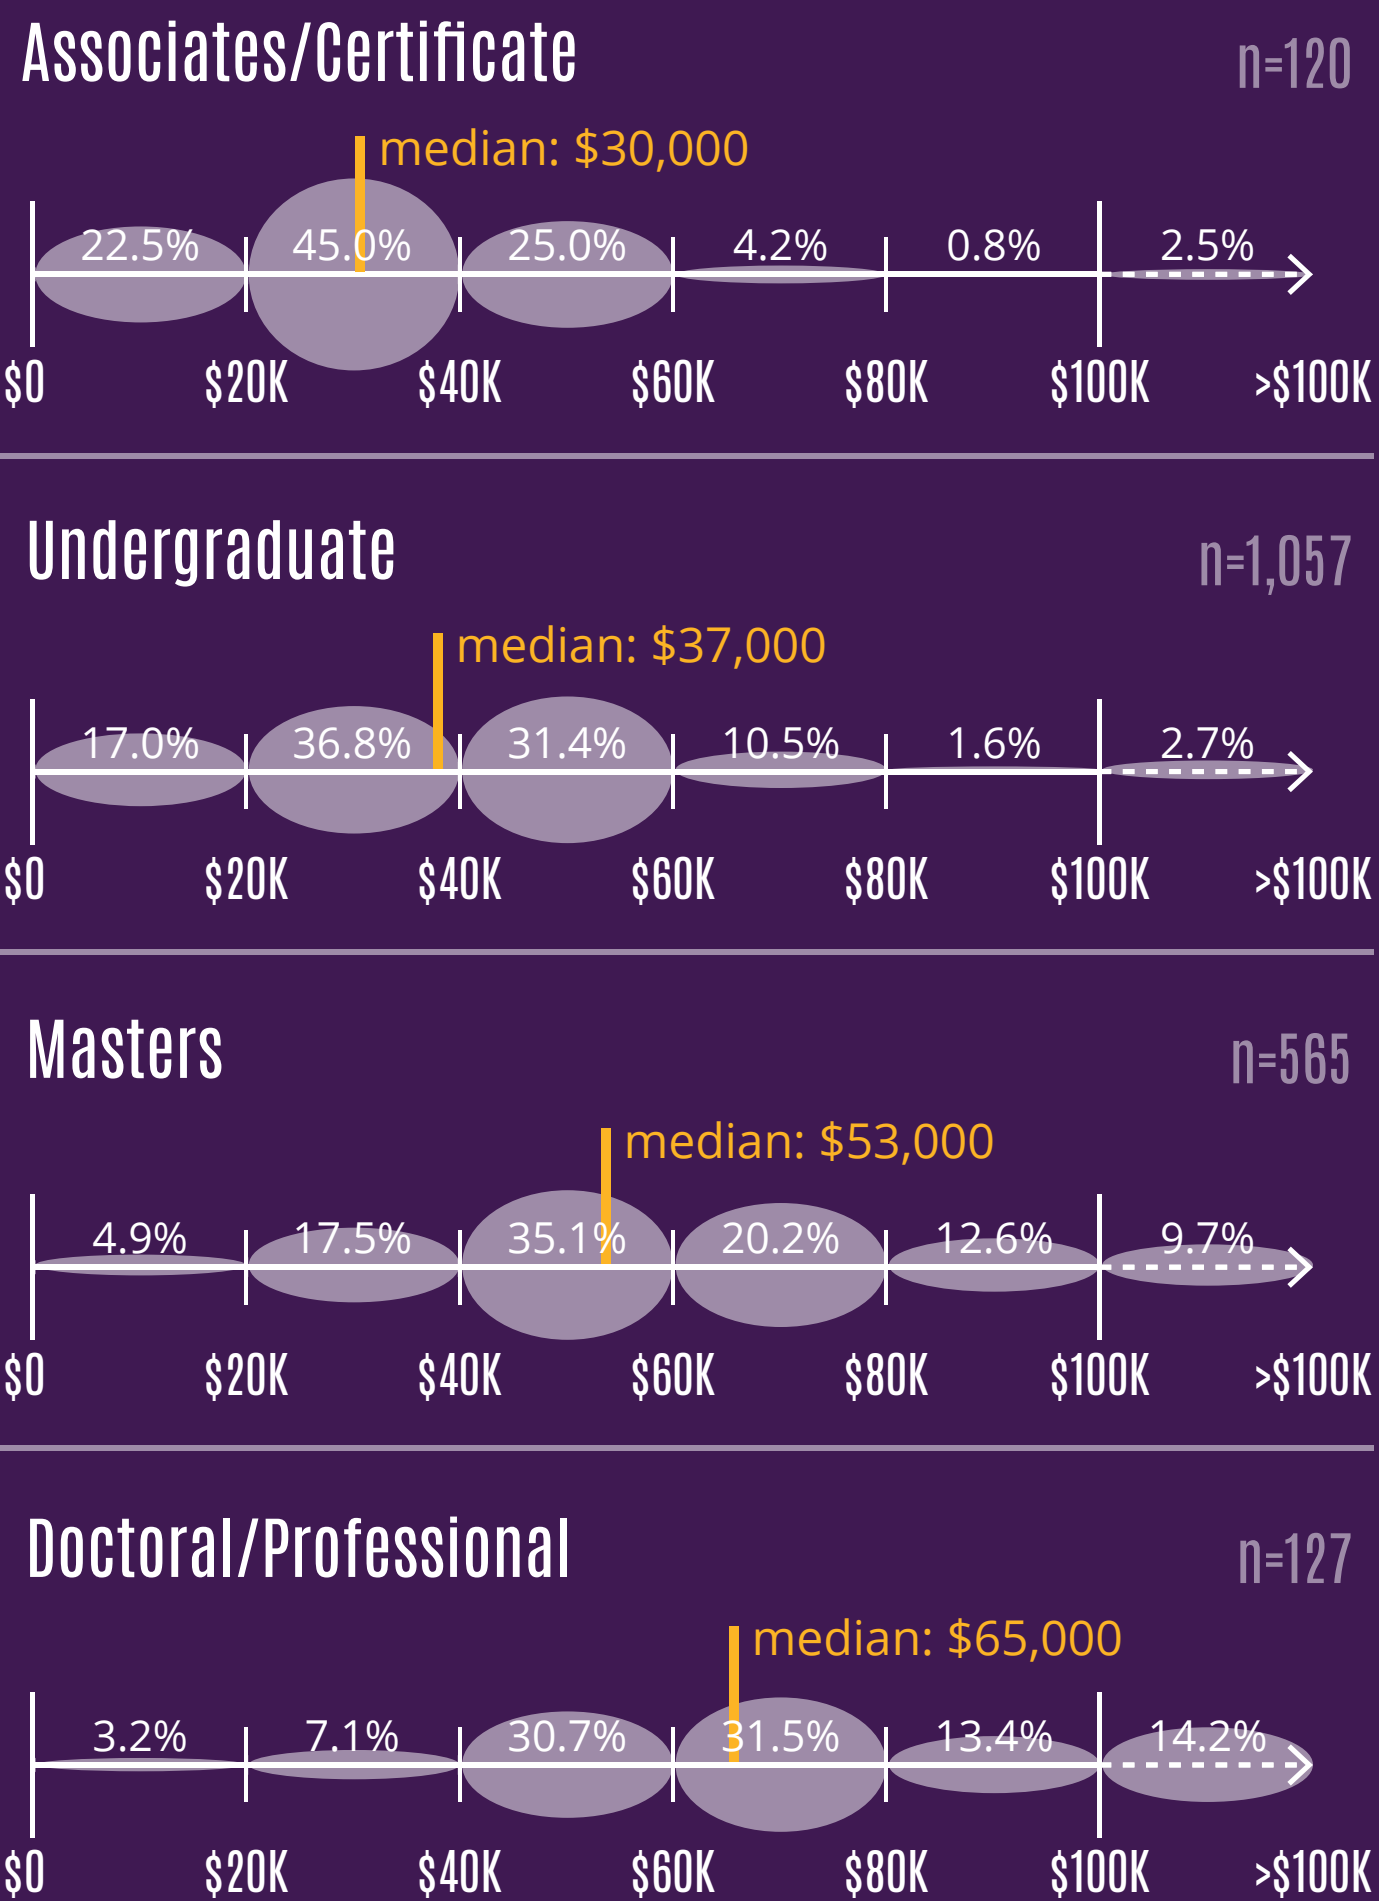 Associates/Certificate
n=120
median: $30,000
22.5% 45.0% 25.0% 4.2% 0.8% 2.5%
$0 $20K $40K $60K $80K $100K >$100K
Undergraduate
n=1,057
median: $37,000
17.0% 36.8% 31.4% 10.5% 1.6% 2.7%
$0 $20K $40K $60K $80K $100K >$100K
Masters
n=565
median: $53,000
4.9% 17.5% 35.1% 20.2% 12.6% 9.7%
$0 $20K $40K $60K $80K $100K >$100K
Doctoral/Professional
n=127
median: $65,000
3.2% 7.1% 30.7% 31.5% 13.4% 14.2%
$0 $20K $40K $60K $80K $100K >$100K